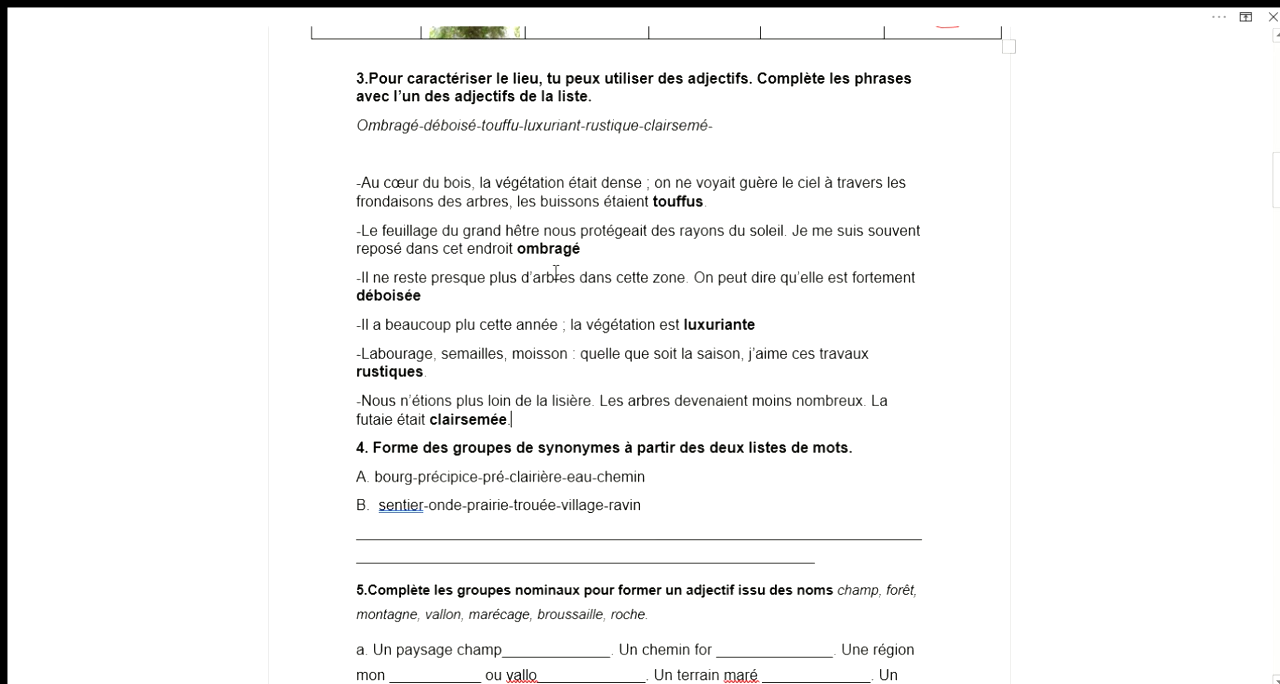 3.Pour caractériser le lieu, tu peux utiliser des adjectifs. Complète les phrases
avec l’un des adjectifs de la liste.
Ombragé-déboisé-touffu-luxuriant-rustique-clairsemé-
-Au cœur du bois, la végétation était dense ; on ne voyait guère le ciel à travers les
frondaisons des arbres, les buissons étaient touffus.
-Le feuillage du grand hêtre nous protégeait des rayons du soleil. Je me suis souvent
reposé dans cet endroit ombragé
-Il ne reste presque plus d’arbres dans cette zone. On peut dire qu’elle est fortement
déboisée
-Il a beaucoup plu cette année ; la végétation est luxuriante
-Labourage, semailles, moisson : quelle que soit la saison, j’aime ces travaux
rustiques.
-Nous n’étions plus loin de la lisière. Les arbres devenaient moins nombreux. La
futaie était clairsemée.
4. Forme des groupes de synonymes à partir des deux listes de mots.
A. bourg-précipice-pré-clairière-eau-chemin
B. sentier-onde-prairie-trouée-village-ravin
5.Complète les groupes nominaux pour former un adjectif issu des noms champ, forêt,
montagne, vallon, marécage, broussaille, roche.
a. Un paysage champ_____________. Un chemin for ______________. Une région
mon ___________ ou vallo_____________. Un terrain maré _____________. Un